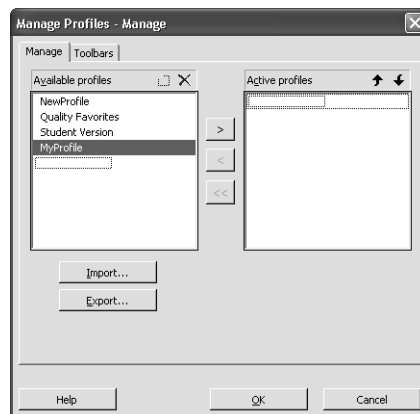 Manage Profiles - Manage
Manage
Toolbars
Available profiles
NewProfile
Quality Favorites
Student Version
MyProfile
>
<
<<
Active profiles
Import...
Export...
Help
OK
Cancel